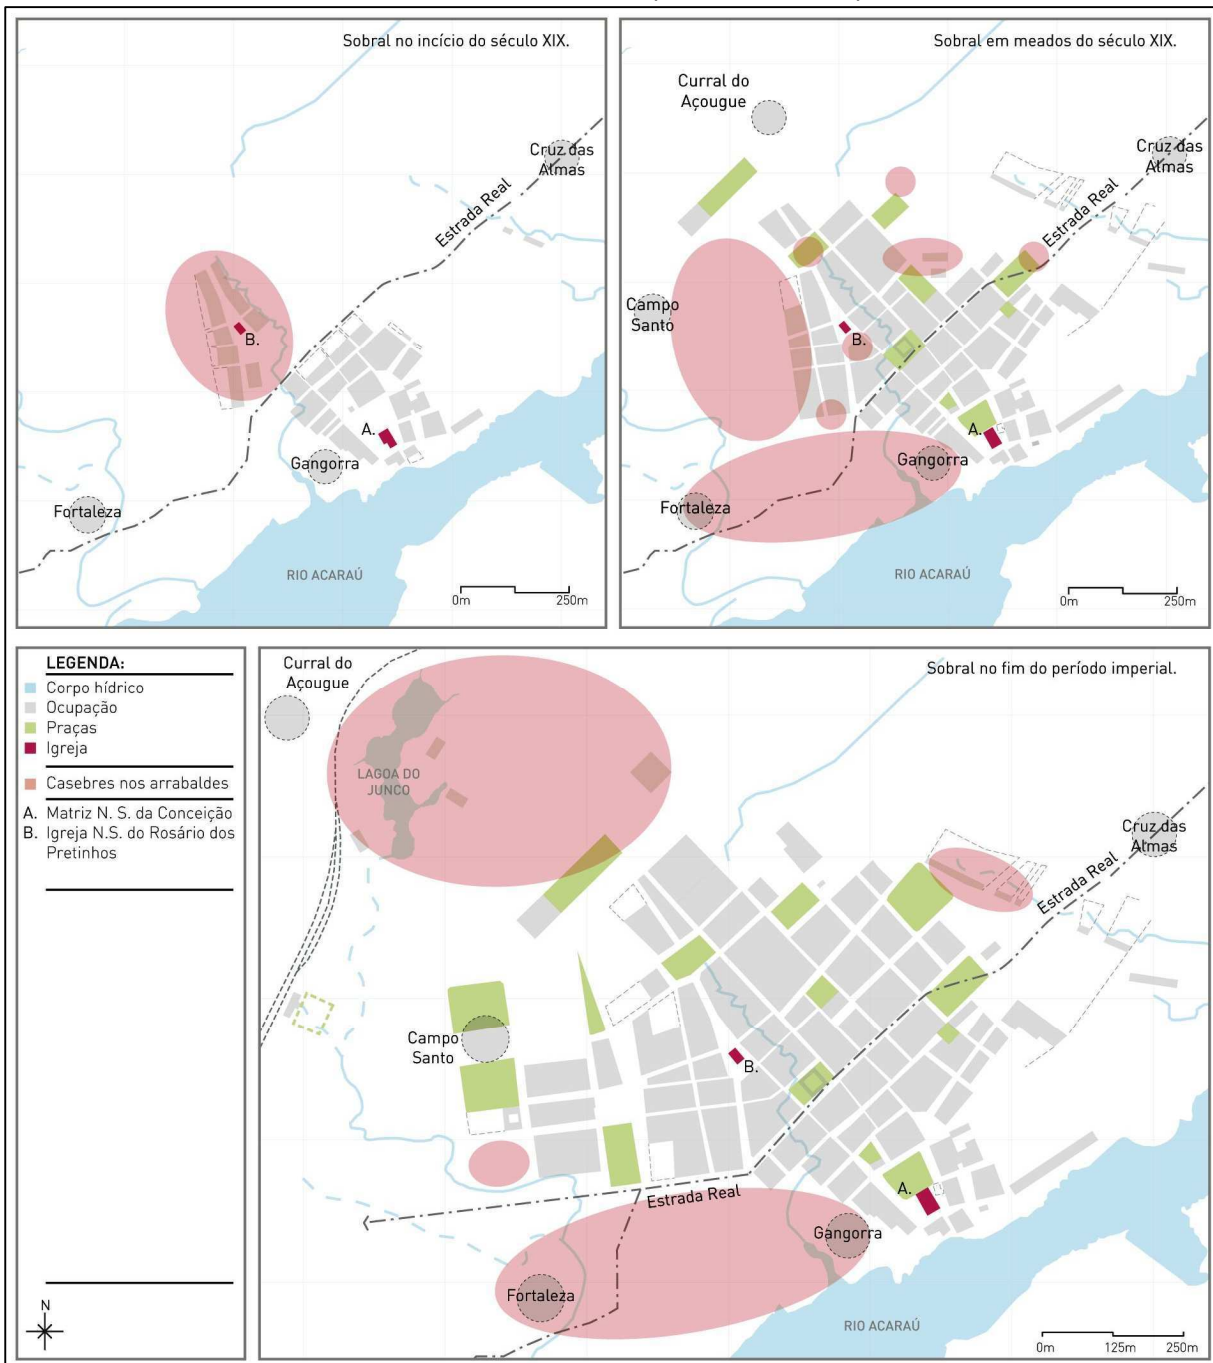 Sobral no incício do século XIX.
Cruz das
Almas
Estrada Real
B.
A.
Gangorra
Fortaleza
RIO ACARAÚ
0m 250m
Sobral em meados do século XIX.
Curral do
Açougue
Cruz das
Almas
Estrada Real
Campo
Santo
B.
A.
Gangorra
Fortaleza
RIO ACARAÚ
0m 250m
LEGENDA:
Corpo hídrico
Ocupação
Praças
Igreja
Casebres nos arrabaldes
A. Matriz N. S. da Conceição
B. Igreja N.S. do Rosário dos
Pretinhos
N
Sobral no fim do período imperial.
Curral do
Açougue
LAGOA DO
JUNCO
Cruz das
Almas
Estrada Real
Campo
Santo
B.
A.
Estrada Real
Gangorra
Fortaleza
RIO ACARAÚ
0m 125m 250m